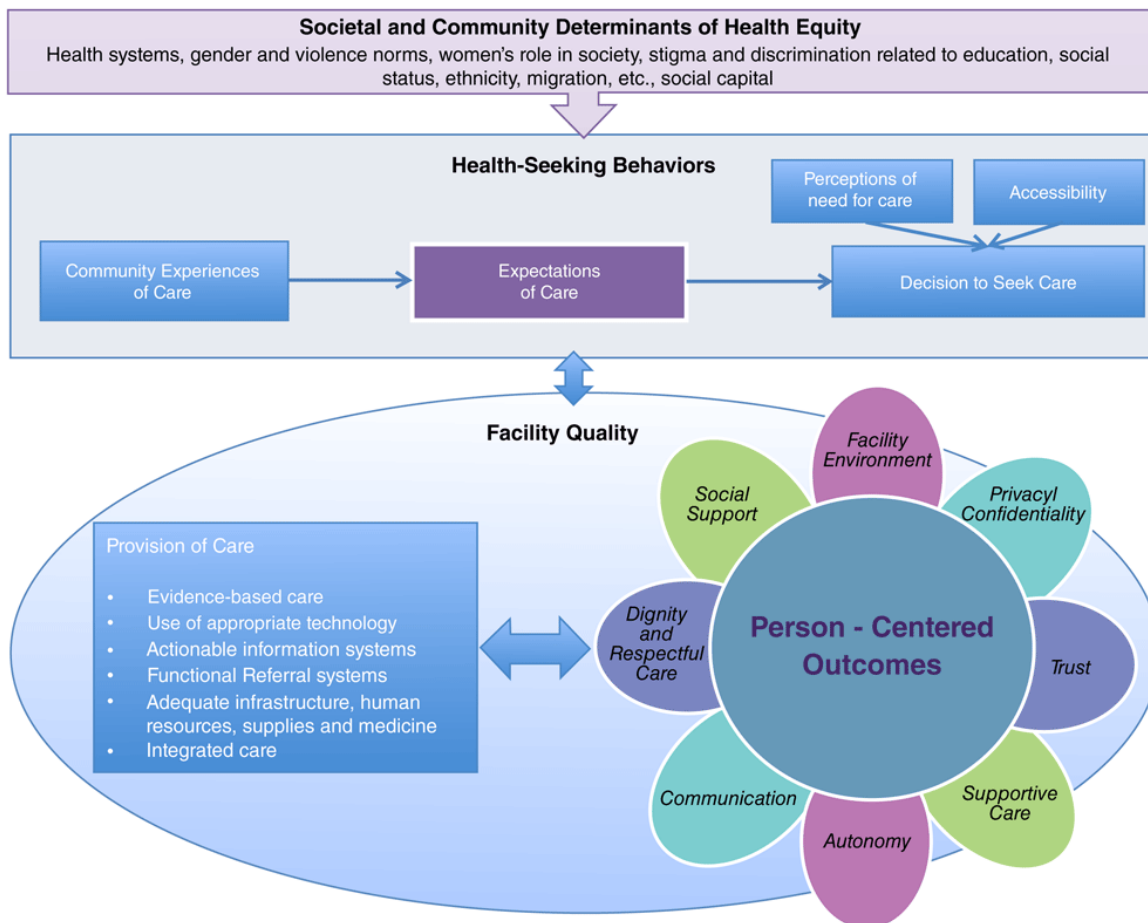 Societal and Community Determinants of Health Equity
Health systems, gender and violence norms, women's role in society, stigma and discrimination related to education, social
status, ethnicity, migration, etc., social capital
Health-Seeking Behaviors
Perceptions of
need for care
Accessibility
Community Experiences
of Care
Expectations
of Care
Decision to Seek Care
Facility Quality
Facility
Environment
Social
Support
Privacyl
Confidentiality
Provision of Care
• Evidence-based care
• Use of appropriate technology
• Actionable information systems
• Functional Referral systems
• Adequate infrastructure, human
resources, supplies and medicine
• Integrated care
Dignity and
Respectful
Care
Person - Centered
Outcomes
Trust
Communication
Supportive
Care
Autonomy